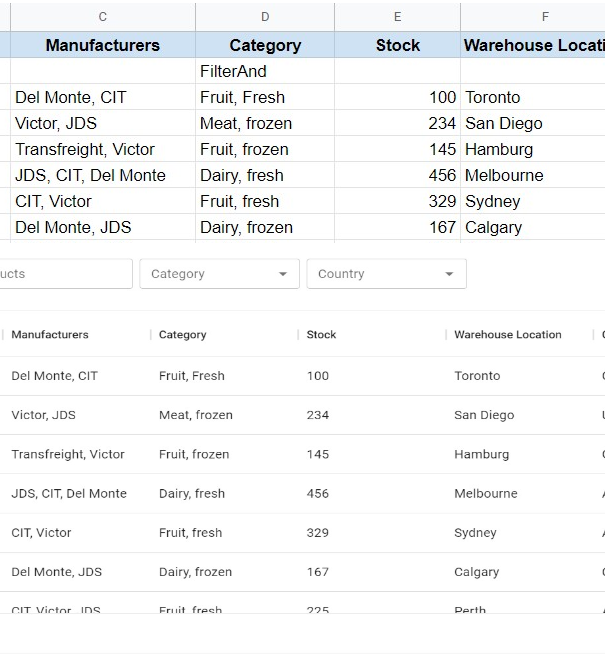 C D E F
Manufacturers Category Stock Warehouse Locati
FilterAnd
Del Monte, CIT Fruit, Fresh 100 Toronto
Victor, JDS Meat, frozen 234 San Diego
Transfreight, Victor Fruit, frozen 145 Hamburg
JDS, CIT, Del Monte Dairy, fresh 456 Melbourne
CIT, Victor Fruit, fresh 329 Sydney
Del Monte, JDS Dairy, frozen 167 Calgary
ucts Category Country
Manufacturers Category Stock Warehouse Location
Del Monte, CIT Fruit, Fresh 100 Toronto
Victor, JDS Meat, frozen 234 San Diego
Transfreight, Victor Fruit, frozen 145 Hamburg
JDS, CIT, Del Monte Dairy, fresh 456 Melbourne
CIT, Victor Fruit, fresh 329 Sydney
Del Monte, JDS Dairy, frozen 167 Calgary
CIT, Victor, JDS Fruit, fresh 225 Perth